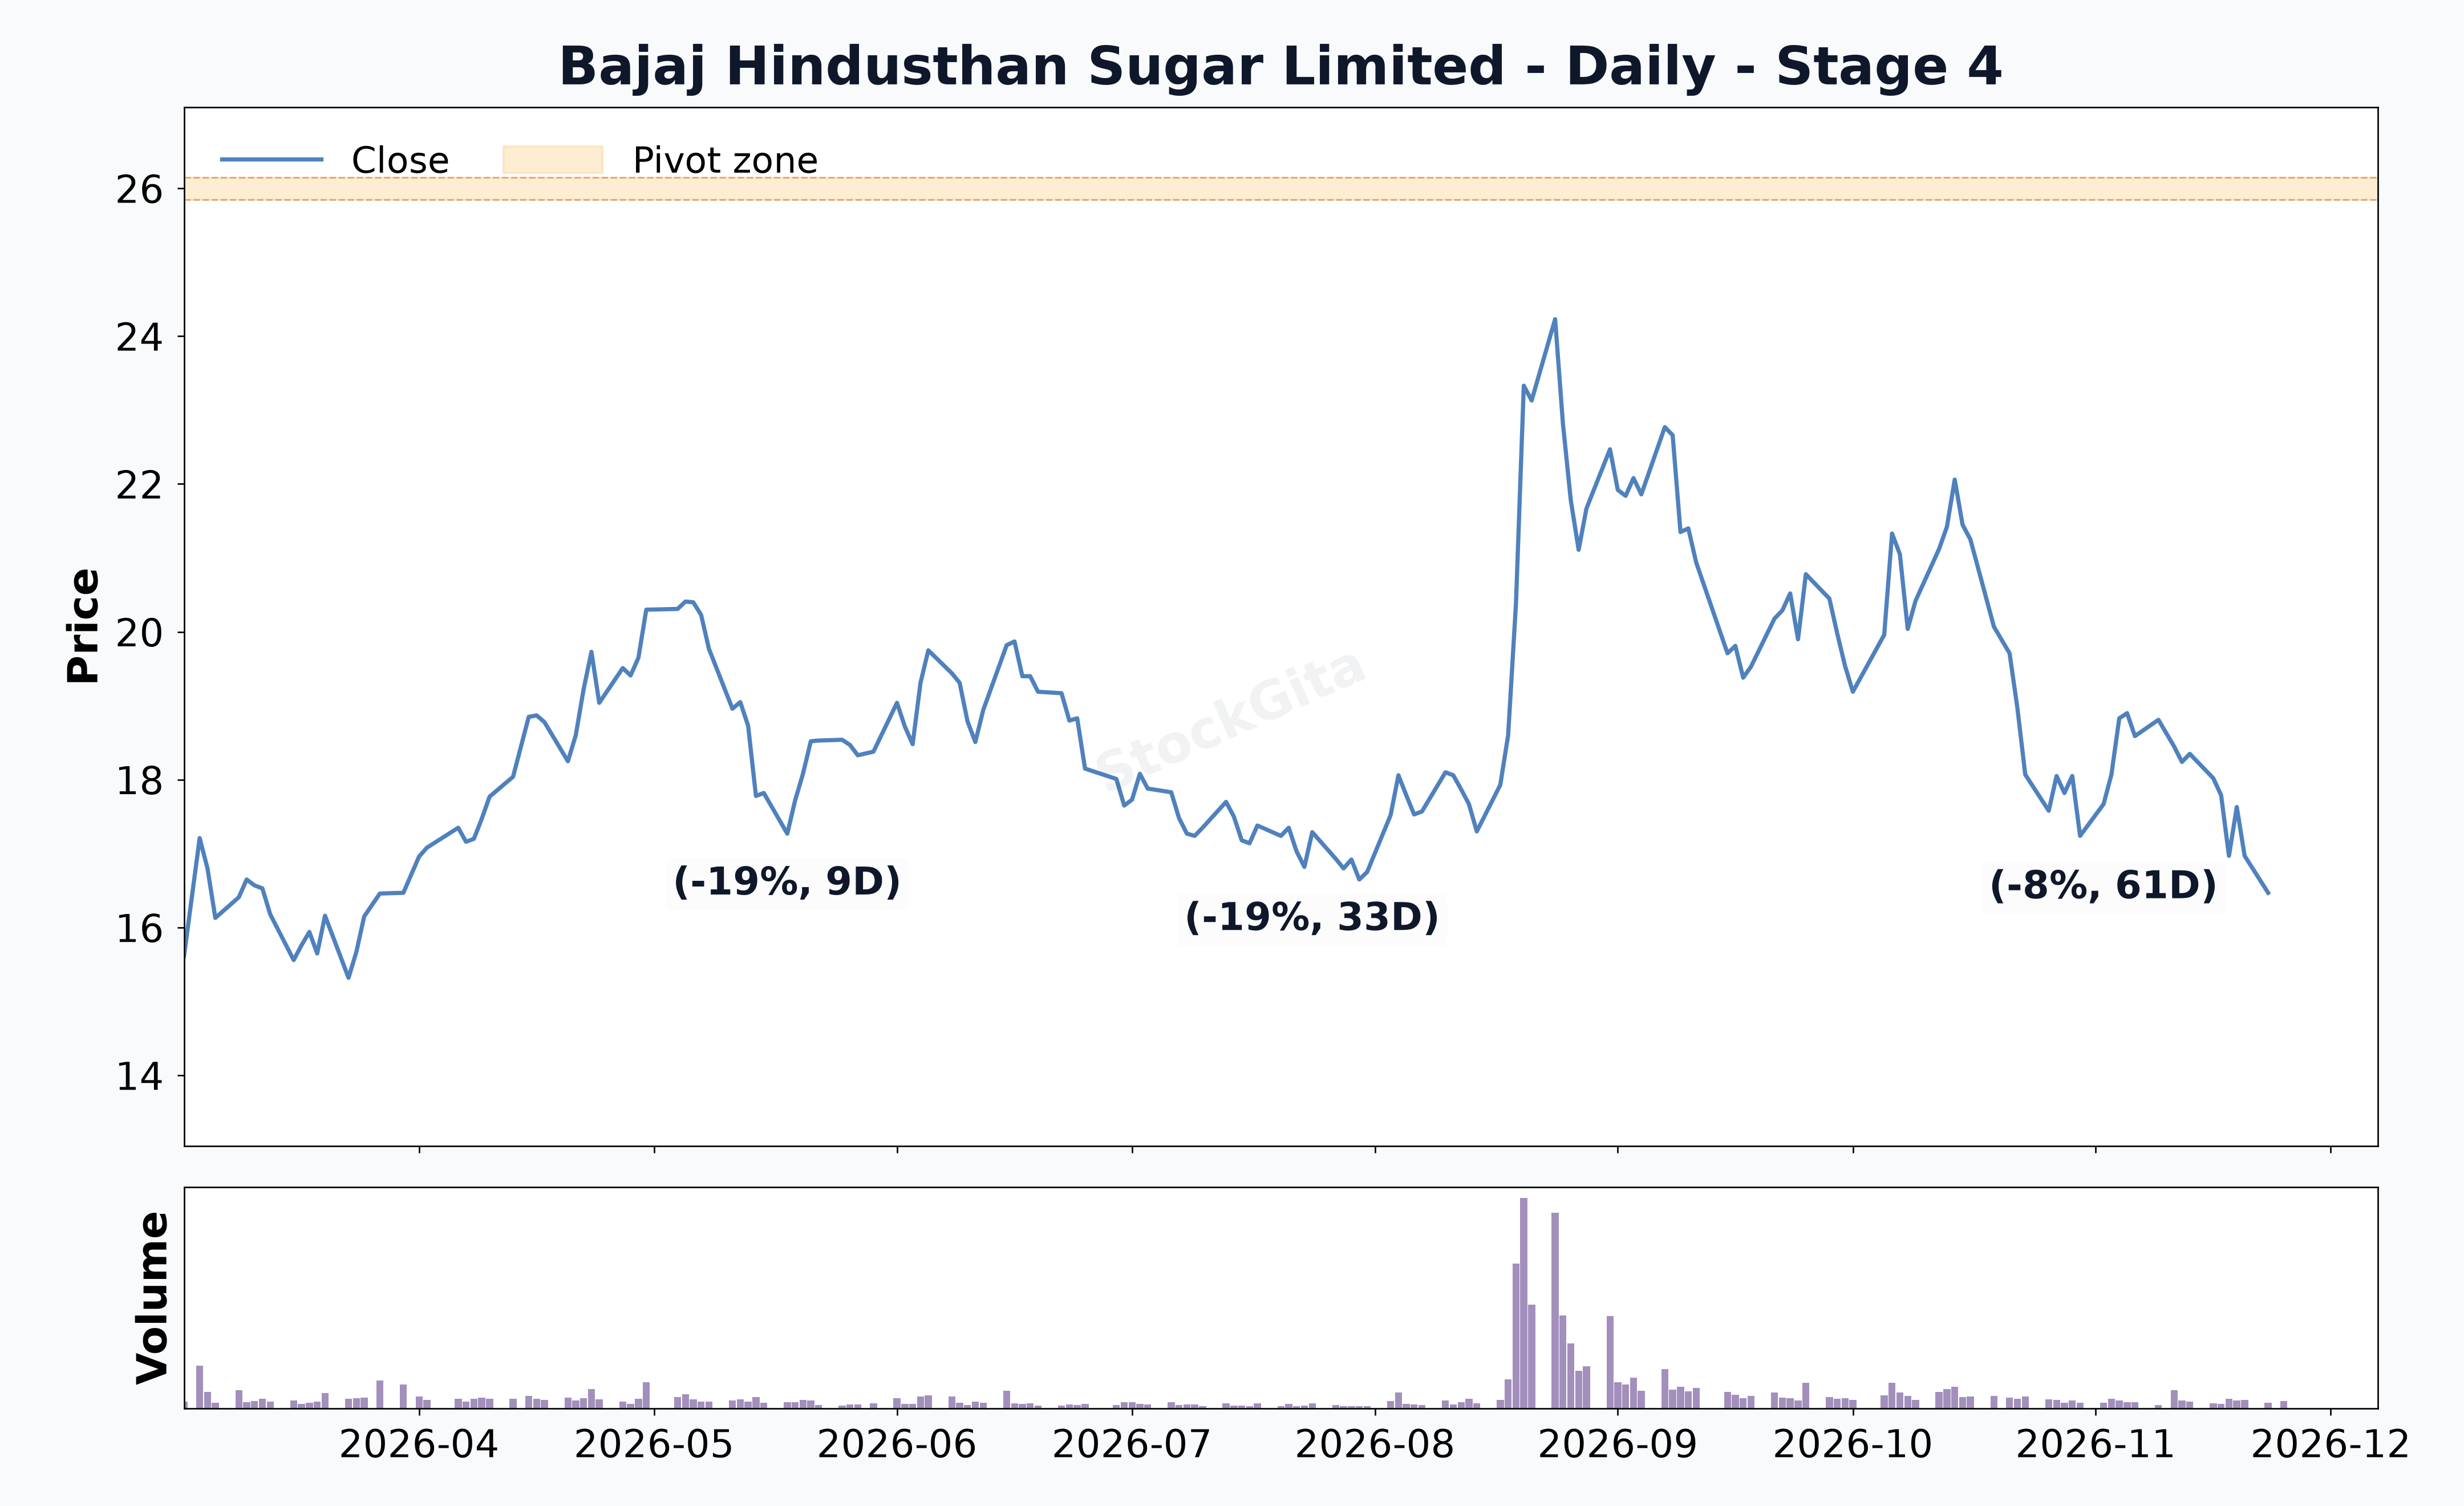 Bajaj Hindusthan Sugar Limited - Daily - Stage 4
Close
Pivot zone
26
24
22
20
18
16
14
Price
StockGita
(-19%, 9D)
(-19%, 33D)
(-8%, 61D)
Volume
2026-04
2026-05
2026-06
2026-07
2026-08
2026-09
2026-10
2026-11
2026-12